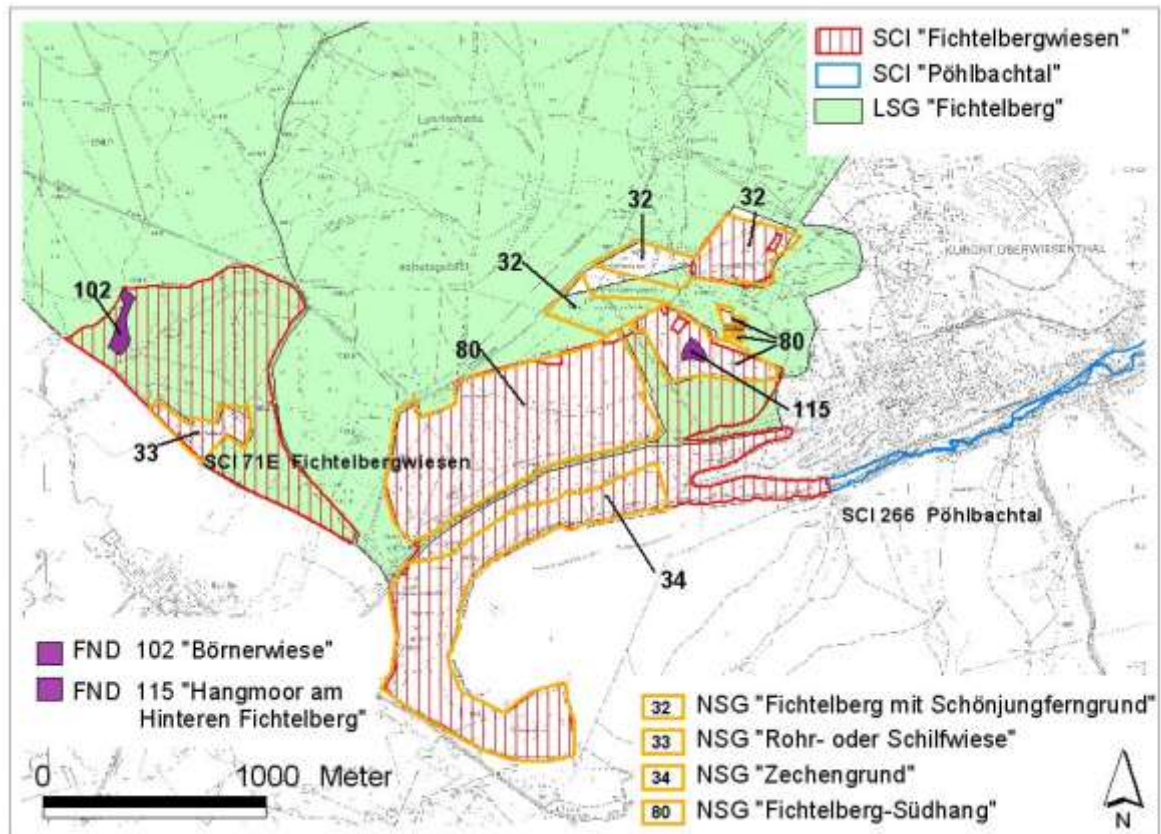 SCI "Fichtelbergwiesen"
SCI "Pöhlbachtal"
LSG "Fichtelberg"
32
32
KURORT OBERWIESENTHAL
32
102
80
80
115
33
SCI 71E Fichtelbergwiesen
SCI 266 Pöhlbachtal
34
FND 102 "Börnerwiese"
FND 115 "Hangmoor am
Hinteren Fichtelberg"
32 NSG "Fichtelberg mit Schönjungferngrund"
33 NSG "Rohr- oder Schilfwiese"
34 NSG "Zechengrund"
80 NSG "Fichtelberg-Südhang"
0 1000 Meter
N